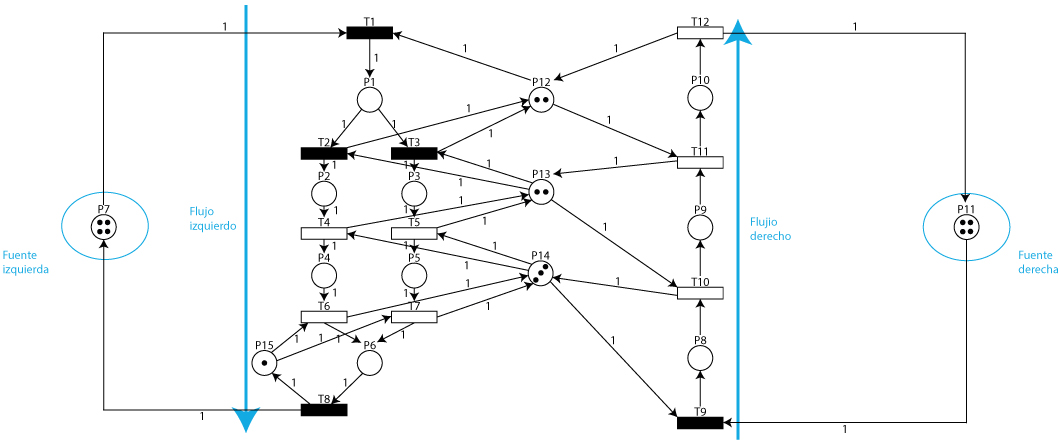 1
T1
1
T12
1
1
1
P1
P12
P10
1
1
1
1
1
T2
T3
T11
1
1
1
1
P2
P3
P13
1
1
P7
Flujo
izquierdo
T4
T5
1
1
P9
Flujio
derecho
P11
Fuente
izquierda
1
1
1
P4
P5
P14
1
Fuente
derecha
1
1
1
T10
T6
T7
1
1
P15
1
1
1
1
P6
1
P8
1
1
T8
1
T9
1